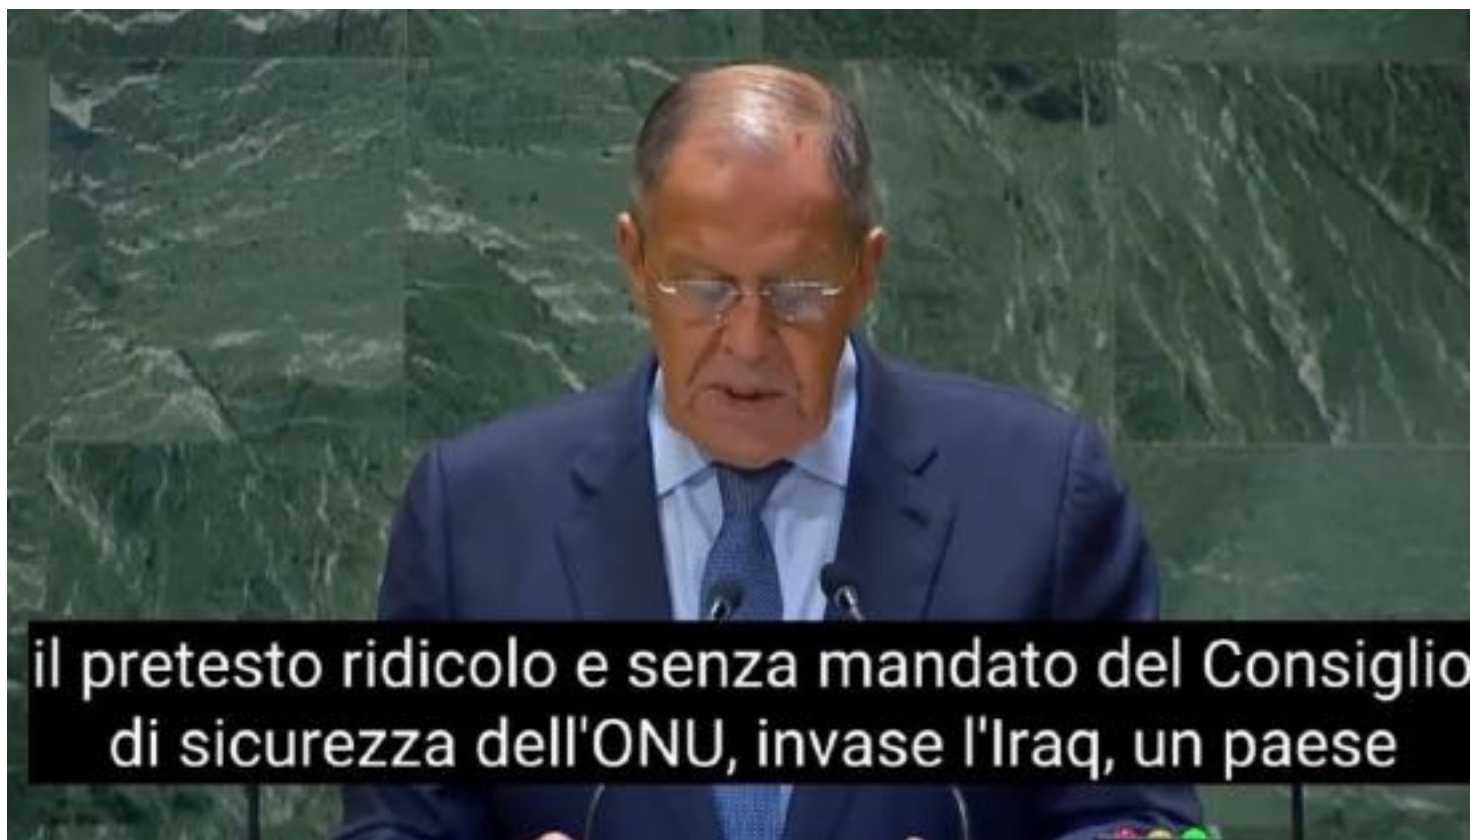 il pretesto ridicolo e senza mandato del Consiglio
di sicurezza dell'ONU, invase l'Iraq, un paese